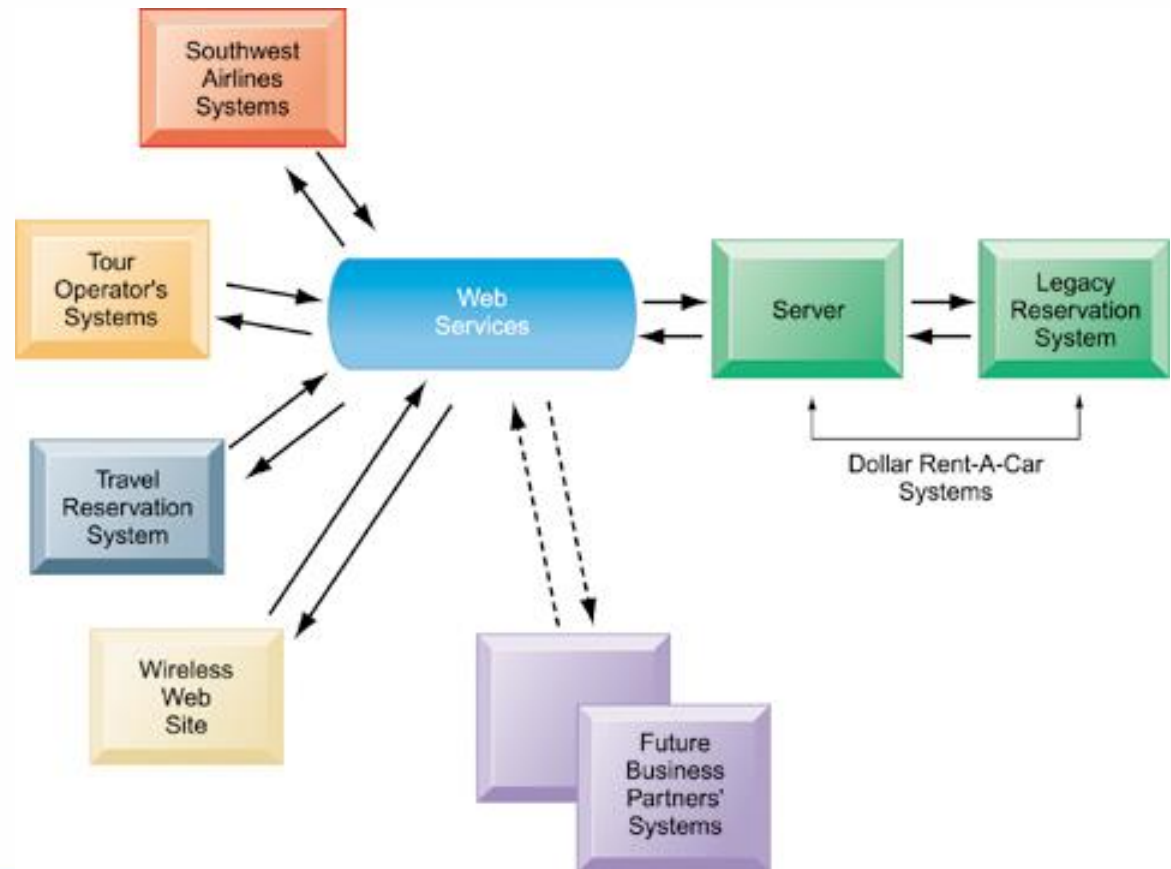 Southwest
Airlines
Systems
Tour
Operator's
Systems
Web
Services
Server
Legacy
Reservation
System
Dollar Rent-A-Car
Systems
Travel
Reservation
System
Wireless
Web
Site
Future
Business
Partners'
Systems